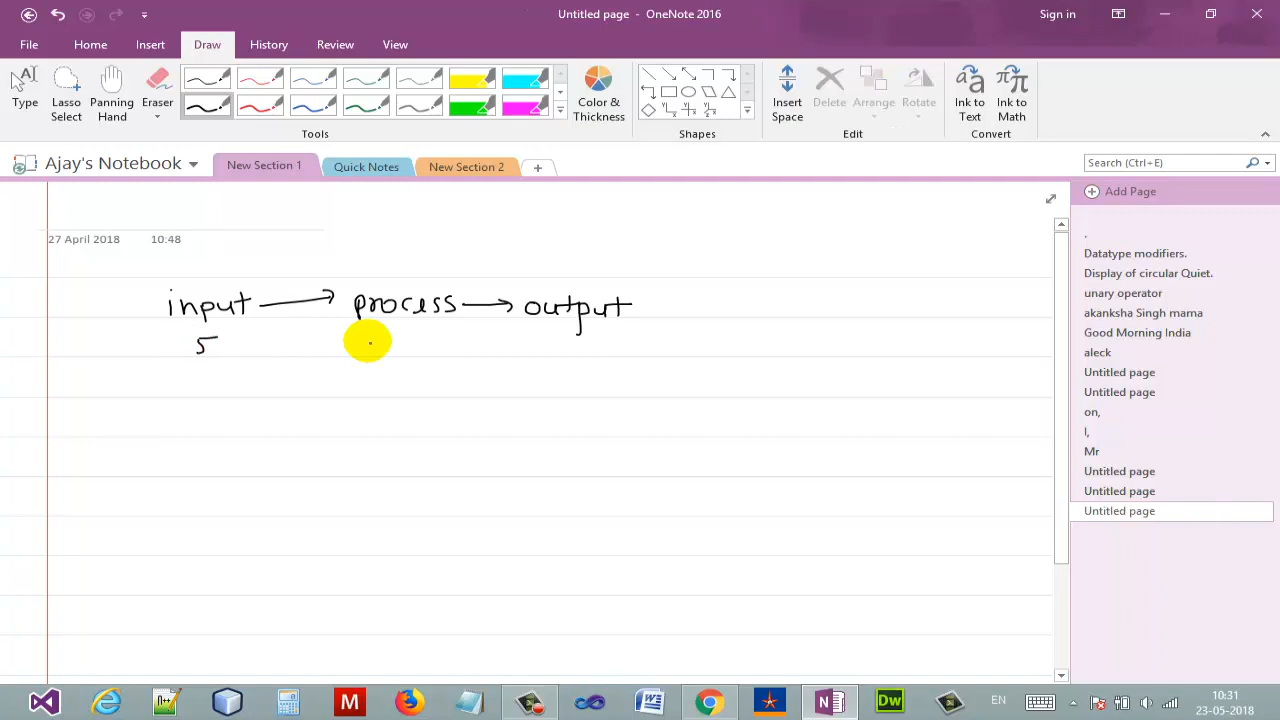 Untitled page - OneNote 2016
Sign in
File Home Insert Draw History Review View
Type Lasso Select Panning Hand Eraser
Color & Thickness
Insert Space Delete Arrange Rotate
Ink to Text Ink to Math
Tools Shapes Edit Convert
Ajay's Notebook New Section 1 Quick Notes New Section 2
Search (Ctrl+E)
Add Page
27 April 2018 10:48
input → process → output
5
.
Datatype modifiers.
Display of circular Quiet.
unary operator
akanksha Singh mama
Good Morning India
aleck
Untitled page
Untitled page
on,
l,
Mr
Untitled page
Untitled page
Untitled page
M W N Dw EN 10:31
23-05-2018